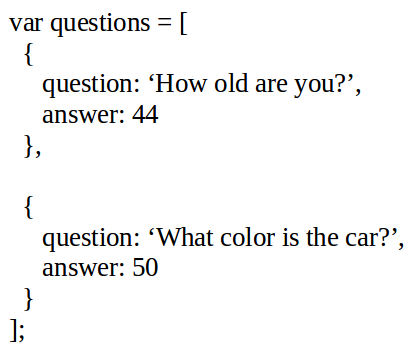 var questions = [
{
question: ‘How old are you?’,
answer: 44
},
{
question: ‘What color is the car?’,
answer: 50
}
];